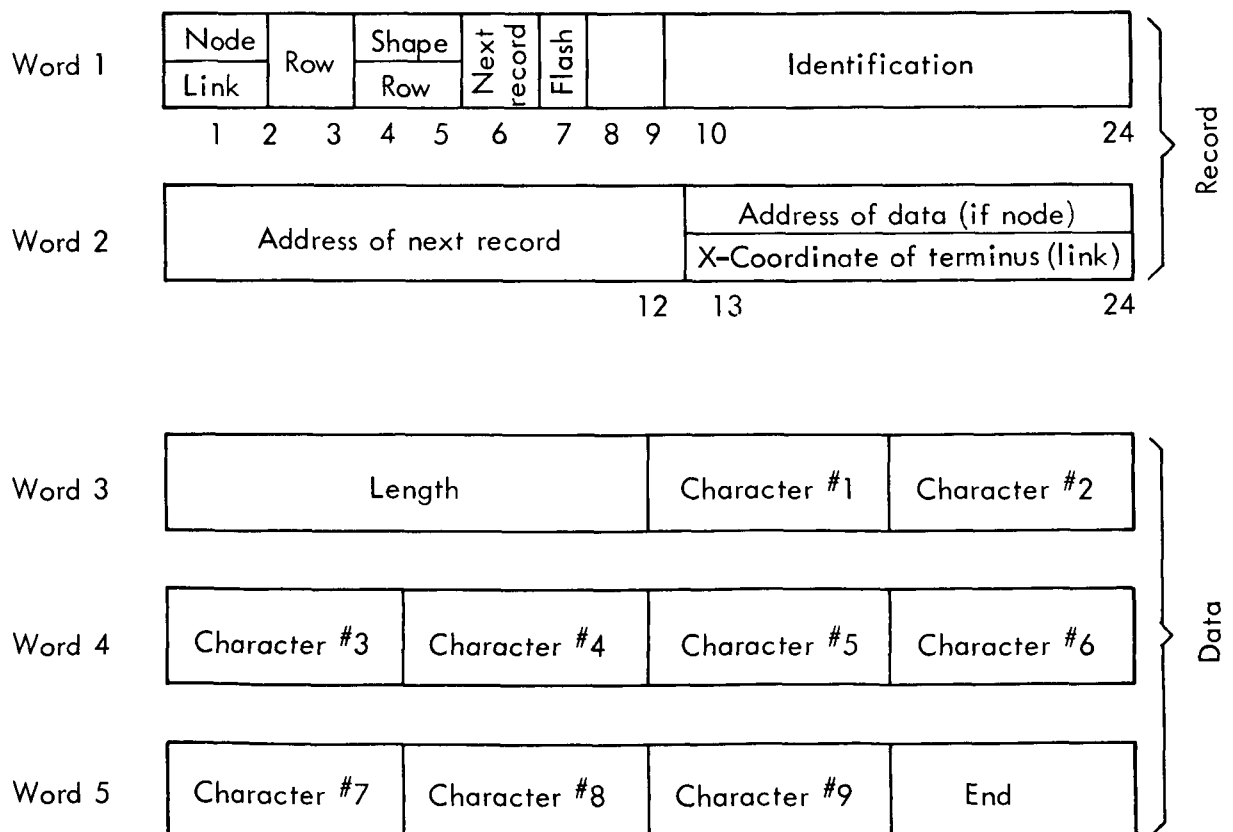 Word 1
Node
Link
Row
Shape
Row
Next record
Flash
Identification
1 2 3 4 5 6 7 8 9 10 24
Word 2
Address of next record
Address of data (if node)
X-Coordinate of terminus (link)
12 13 24
Record
Word 3
Length
Character #1
Character #2
Word 4
Character #3
Character #4
Character #5
Character #6
Word 5
Character #7
Character #8
Character #9
End
Data